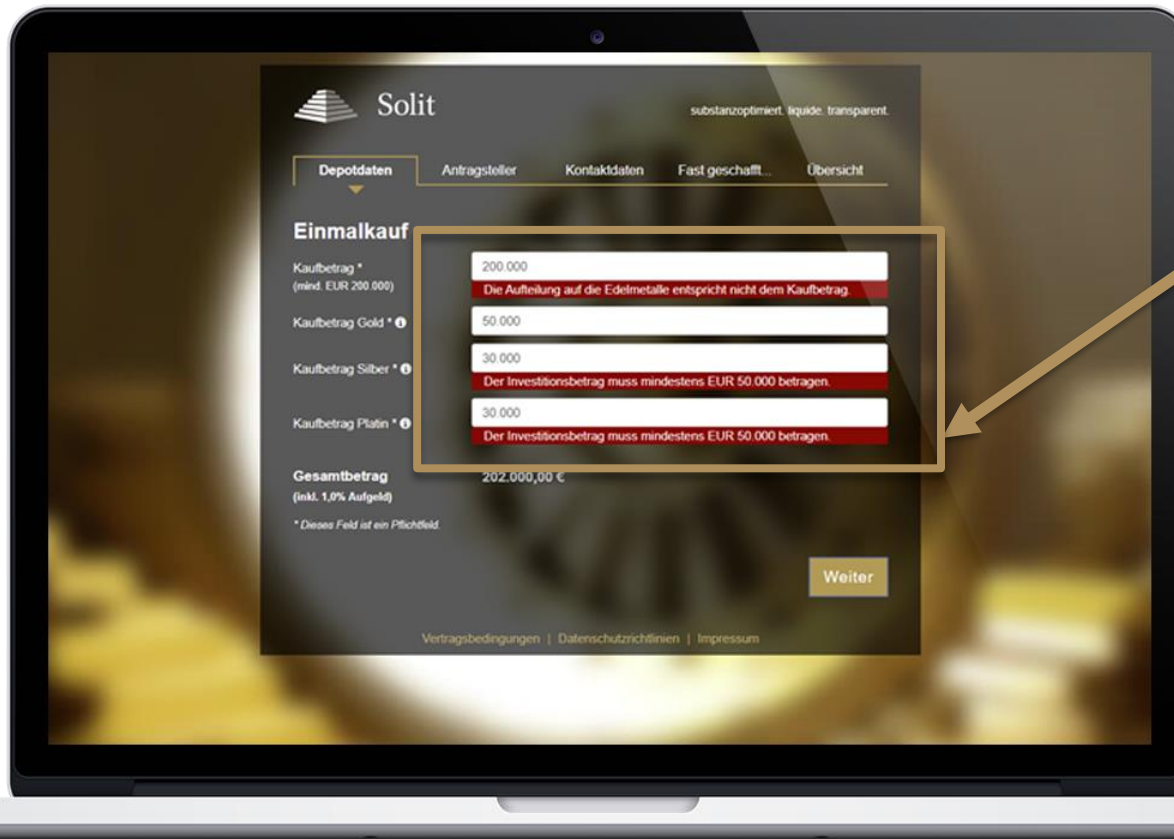 Solit
substanzoptimiert. liquide. transparent.
Depotdaten Antragsteller Kontaktdaten Fast geschafft... Übersicht
Einmalkauf
Kaufbetrag * 200.000
(mind. EUR 200.000) Die Aufteilung auf die Edelmetalle entspricht nicht dem Kaufbetrag.
Kaufbetrag Gold * 50.000
Kaufbetrag Silber * 30.000
Der Investitionsbetrag muss mindestens EUR 50.000 betragen.
Kaufbetrag Platin * 30.000
Der Investitionsbetrag muss mindestens EUR 50.000 betragen.
Gesamtbetrag 202.000,00 €
(inkl. 1,0% Aufgeld)
* Dieses Feld ist ein Pflichtfeld.
Weiter
Vertragsbedingungen | Datenschutzrichtlinien | Impressum